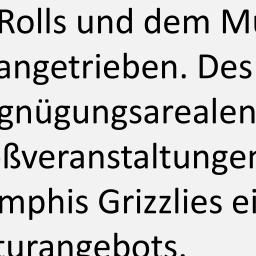 Rolls und dem Mu
angetrieben. Des
gnügungsarealen
ßveranstaltungen
mphis Grizzlies ei
turangebots.